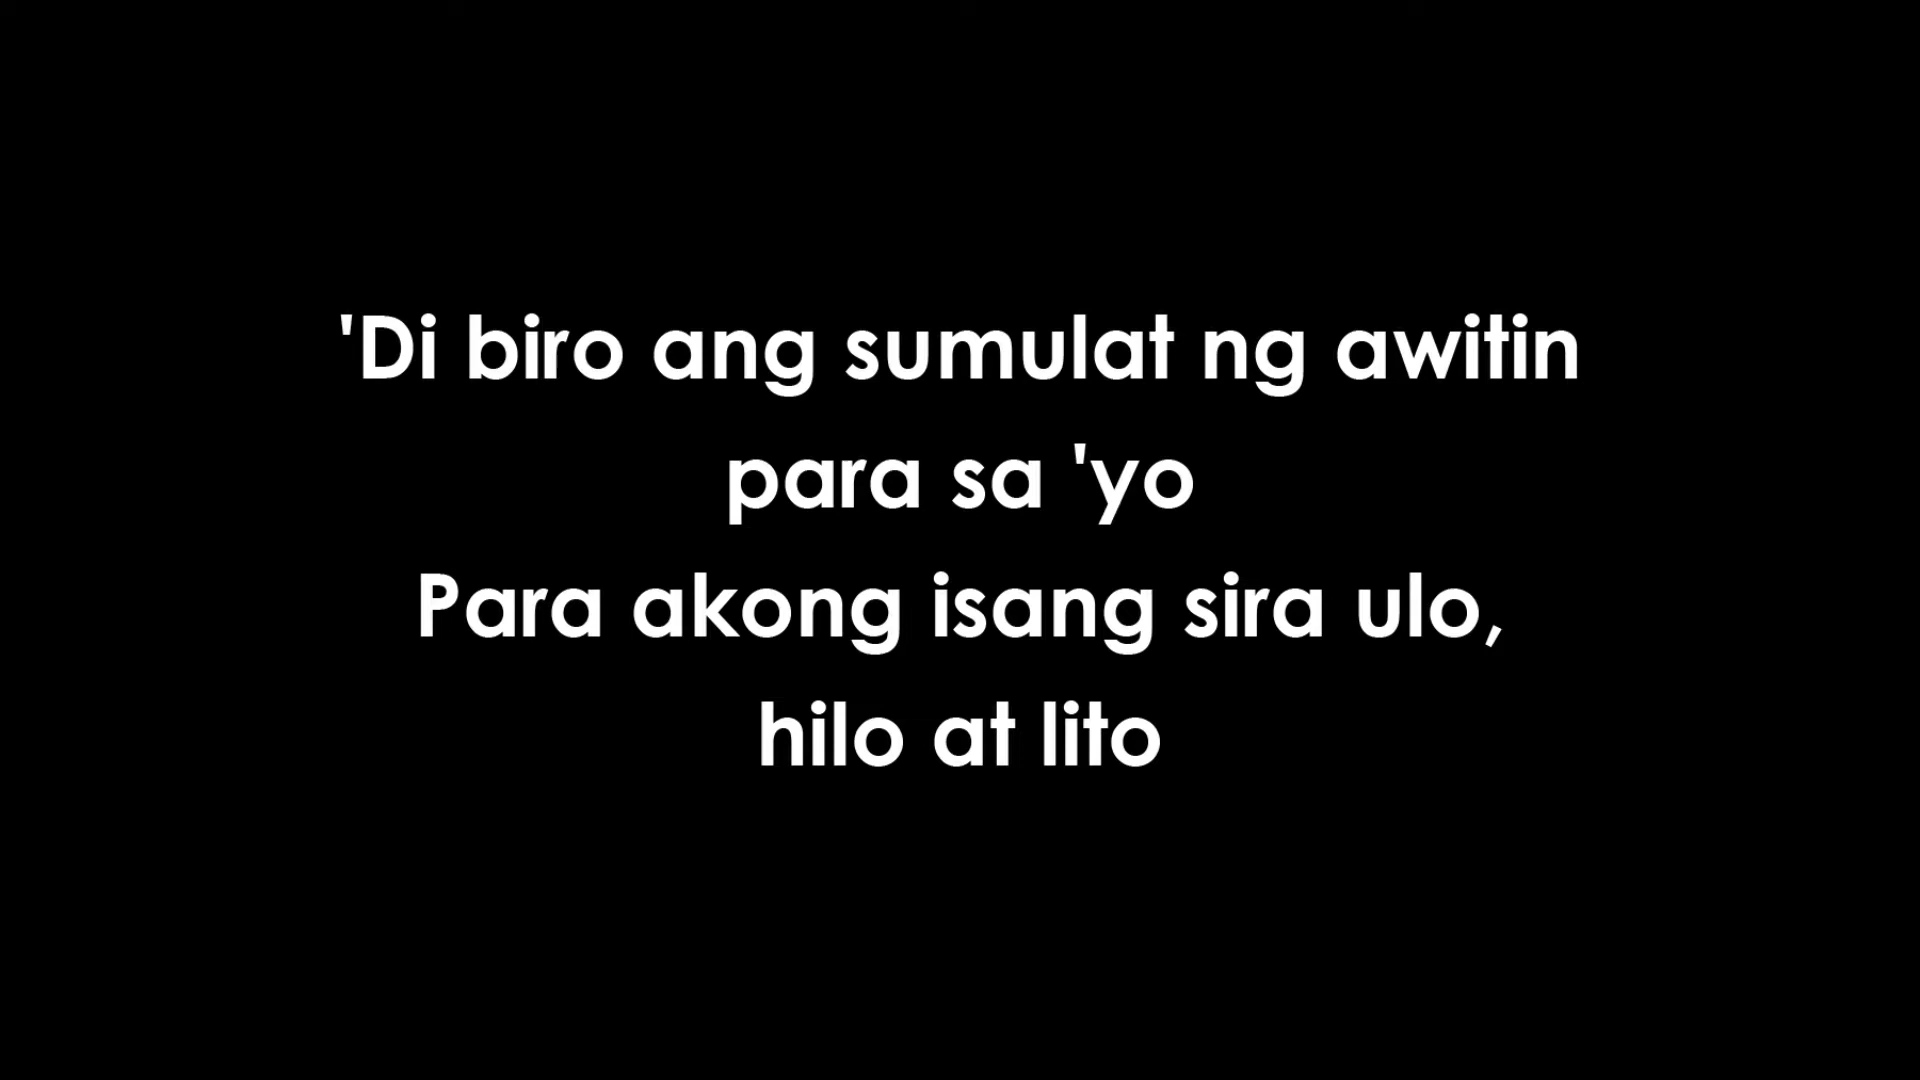 'Di biro ang sumulat ng awitin
para sa 'yo
Para akong isang sira ulo,
hilo at lito